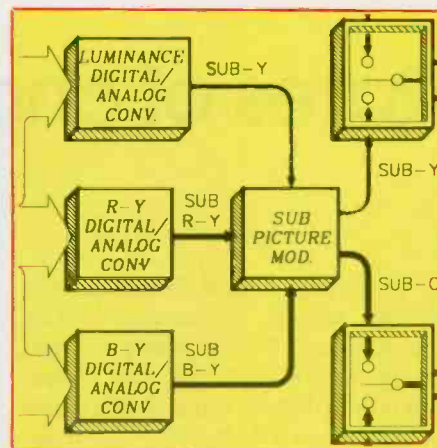 LUMINANCE
DIGITAL/
ANALOG
CONV.
SUB-Y
SUB-Y
R-Y
DIGITAL/
ANALOG
CONV
SUB
R-Y
SUB
PICTURE
MOD.
SUB-C
B-Y
DIGITAL/
ANALOG
CONV
SUB
B-Y